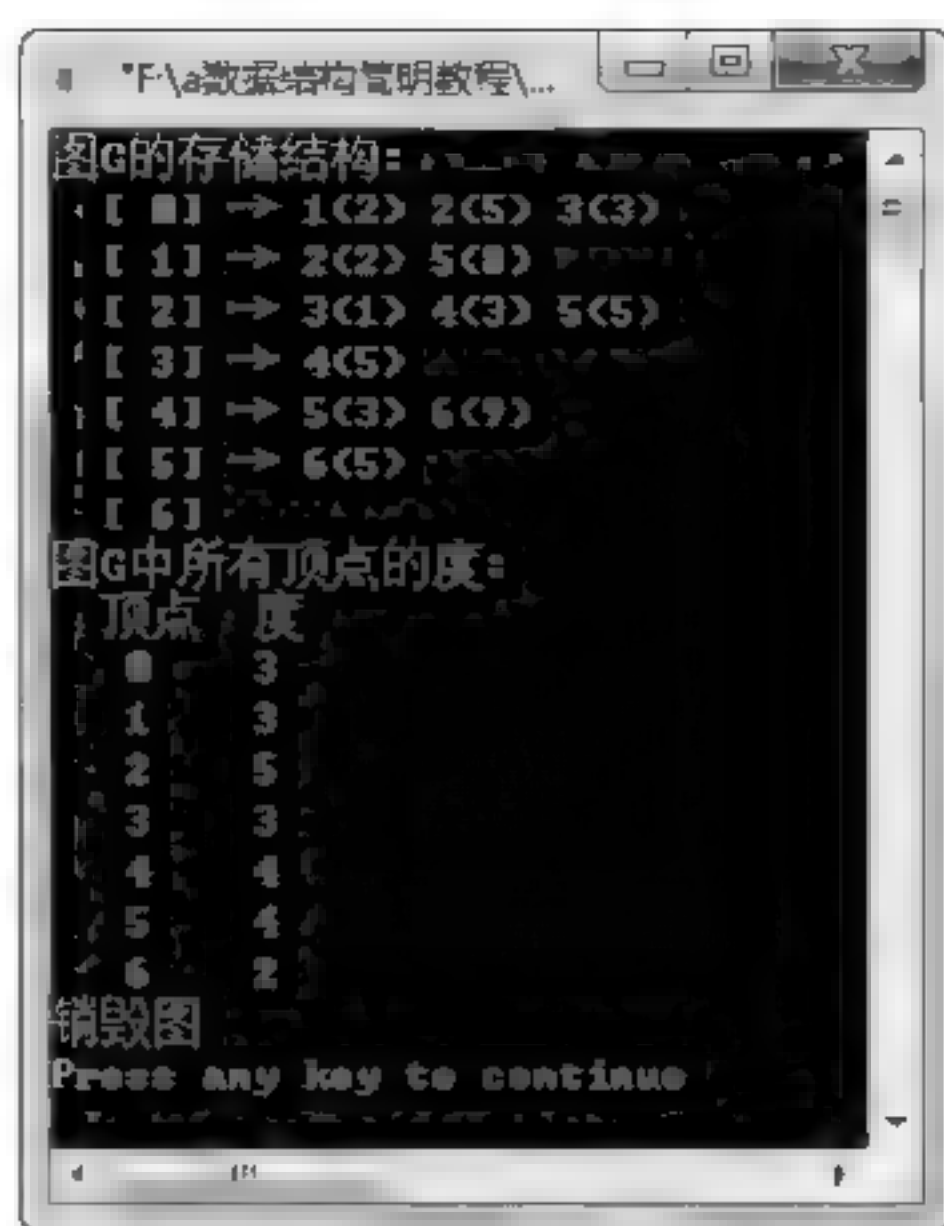 "F:\a数据结构简明教程\...
图G的存储结构:
[ 0] → 1(2) 2(5) 3(3)
[ 1] → 2(2) 5(8)
[ 2] → 3(1) 4(3) 5(5)
[ 3] → 4(5)
[ 4] → 5(3) 6(9)
[ 5] → 6(5)
[ 6]
图G中所有顶点的度:
顶点 度
0 3
1 3
2 5
3 3
4 4
5 4
6 2
销毁图
Press any key to continue